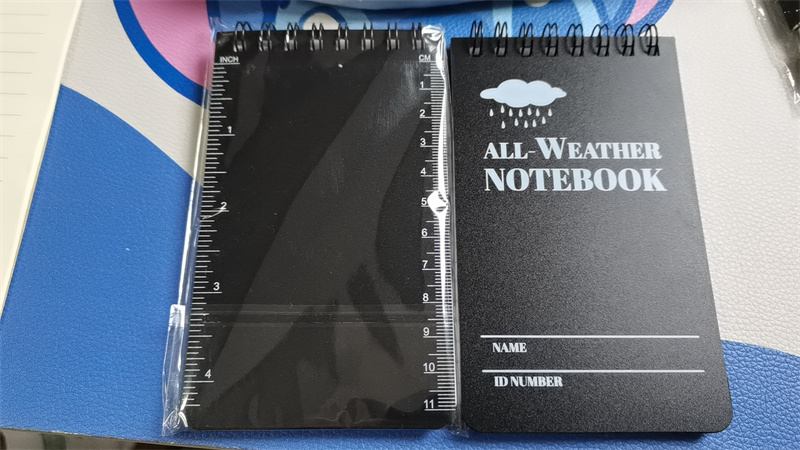 INCH
1
2
3
4
CM
1
2
3
4
5
6
7
8
9
10
11
ALL-WEATHER
NOTEBOOK
NAME
ID NUMBER